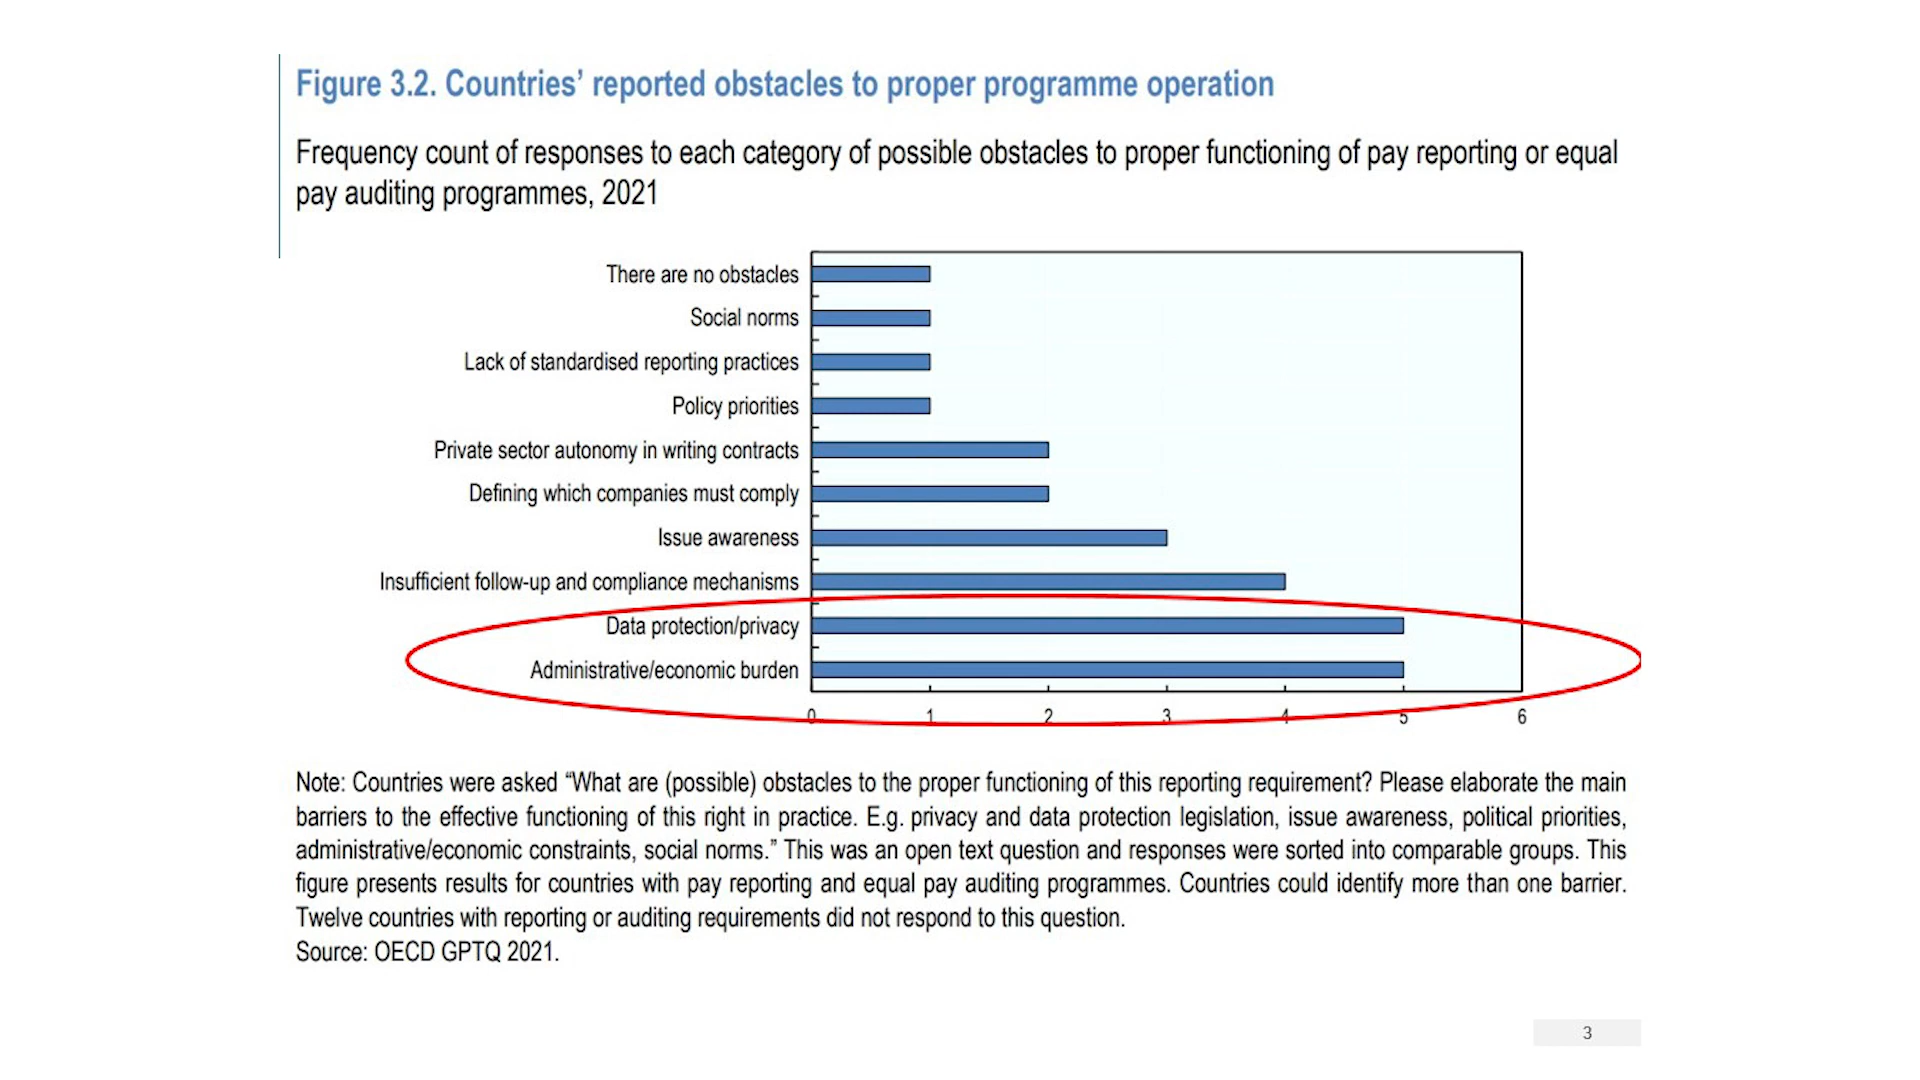 Figure 3.2. Countries’ reported obstacles to proper programme operation
Frequency count of responses to each category of possible obstacles to proper functioning of pay reporting or equal
pay auditing programmes, 2021
There are no obstacles
Social norms
Lack of standardised reporting practices
Policy priorities
Private sector autonomy in writing contracts
Defining which companies must comply
Issue awareness
Insufficient follow-up and compliance mechanisms
Data protection/privacy
Administrative/economic burden
0 1 2 3 4 5 6
Note: Countries were asked “What are (possible) obstacles to the proper functioning of this reporting requirement? Please elaborate the main
barriers to the effective functioning of this right in practice. E.g. privacy and data protection legislation, issue awareness, political priorities,
administrative/economic constraints, social norms.” This was an open text question and responses were sorted into comparable groups. This
figure presents results for countries with pay reporting and equal pay auditing programmes. Countries could identify more than one barrier.
Twelve countries with reporting or auditing requirements did not respond to this question.
Source: OECD GPTQ 2021.
3